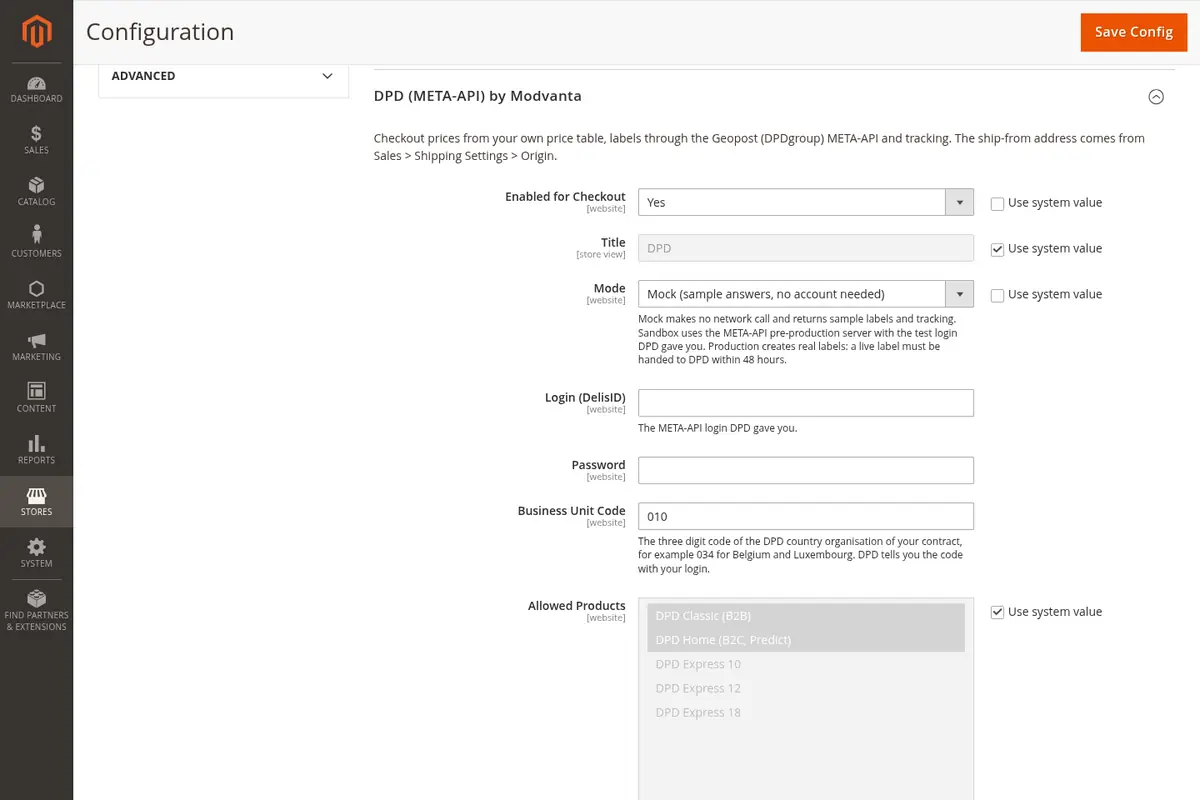 Configuration
Save Config
DASHBOARD
SALES
CATALOG
CUSTOMERS
MARKETPLACE
MARKETING
CONTENT
REPORTS
STORES
SYSTEM
FIND PARTNERS
& EXTENSIONS
ADVANCED
DPD (META-API) by Modvanta
Checkout prices from your own price table, labels through the Geopost (DPDgroup) META-API and tracking. The ship-from address comes from
Sales > Shipping Settings > Origin.
Enabled for Checkout
[website]
Yes
Use system value
Title
[store view]
DPD
Use system value
Mode
[website]
Mock (sample answers, no account needed)
Use system value
Mock makes no network call and returns sample labels and tracking.
Sandbox uses the META-API pre-production server with the test login
DPD gave you. Production creates real labels: a live label must be
handed to DPD within 48 hours.
Login (DelisID)
[website]
The META-API login DPD gave you.
Password
[website]
Business Unit Code
[website]
010
The three digit code of the DPD country organisation of your contract,
for example 034 for Belgium and Luxembourg. DPD tells you the code
with your login.
Allowed Products
[website]
DPD Classic (B2B)
DPD Home (B2C, Predict)
DPD Express 10
DPD Express 12
DPD Express 18
Use system value